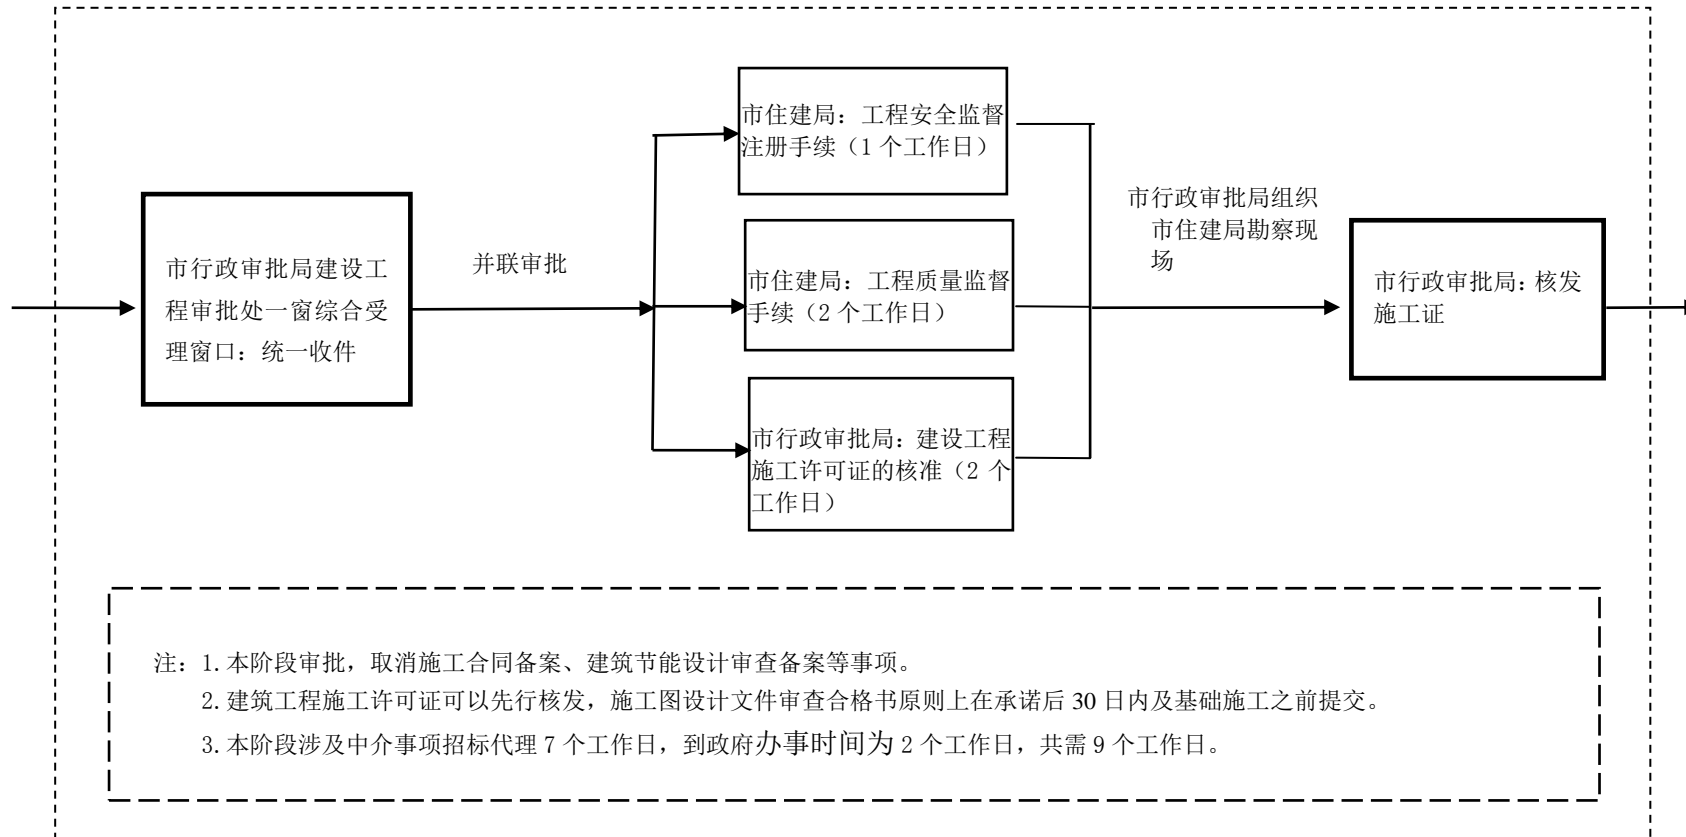 市行政审批局建设工
程审批处一窗综合受
理窗口：统一收件
并联审批
市住建局：工程安全监督
注册手续（1 个工作日）
市住建局：工程质量监督
手续（2 个工作日）
市行政审批局：建设工程
施工许可证的核准（2 个
工作日）
市行政审批局组织
市住建局勘察现
场
市行政审批局：核发
施工证
注：1.本阶段审批，取消施工合同备案、建筑节能设计审查备案等事项。
2.建筑工程施工许可证可以先行核发，施工图设计文件审查合格书原则上在承诺后 30 日内及基础施工之前提交。
3.本阶段涉及中介事项招标代理 7 个工作日，到政府办事时间为 2 个工作日，共需 9 个工作日。